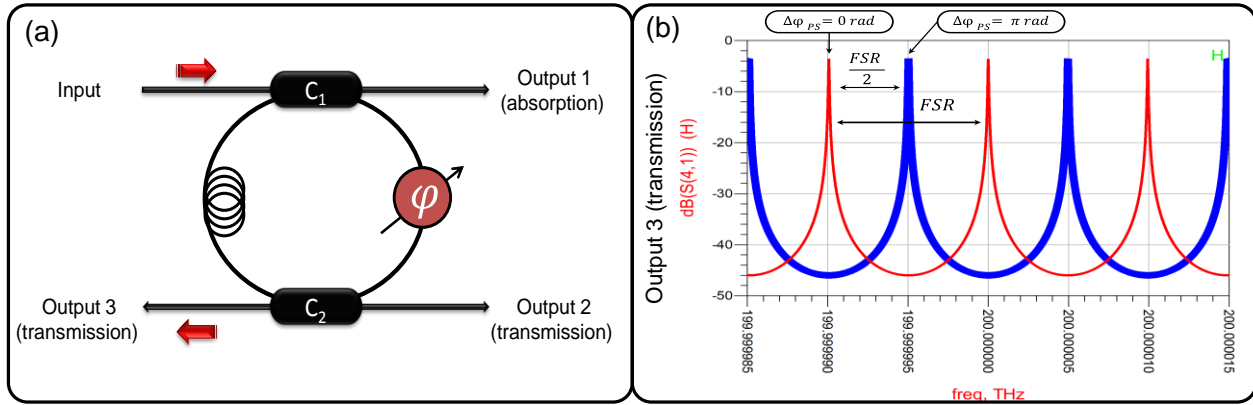 (a)
Input
C1
Output 1
(absorption)
φ
Output 3
(transmission)
C2
Output 2
(transmission)
(b)
Δφ PS = 0 rad
Δφ PS = π rad
H
FSR
2
FSR
Output 3 (transmission)
dB(S(4,1)) (H)
0
-10
-20
-30
-40
-50
199.999985
199.999990
199.999995
200.000000
200.000005
200.000010
200.000015
freq, THz